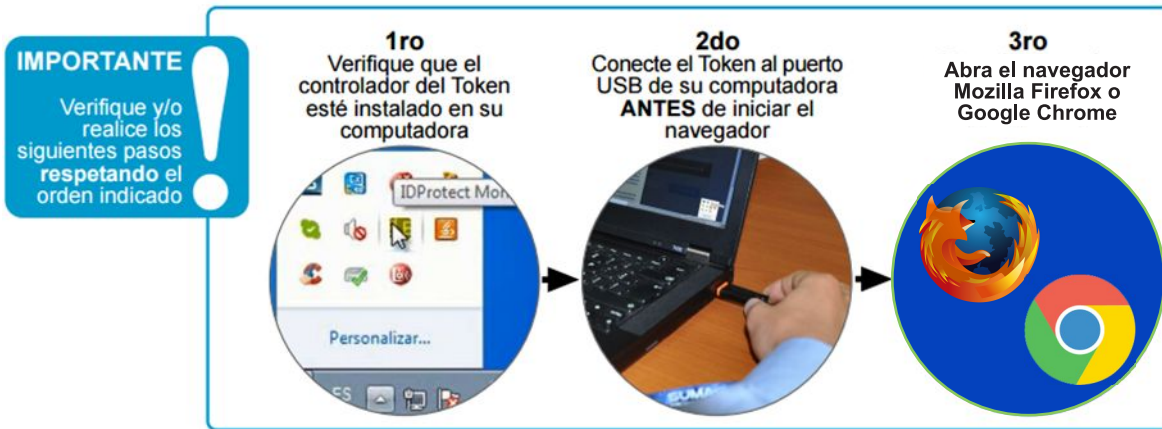 IMPORTANTE
Verifique y/o
realice los
siguientes pasos
respetando el
orden indicado
1ro
Verifique que el
controlador del Token
esté instalado en su
computadora
IDProtect Mon
Personalizar...
ES
2do
Conecte el Token al puerto
USB de su computadora
ANTES de iniciar el
navegador
SUMA
3ro
Abra el navegador
Mozilla Firefox o
Google Chrome